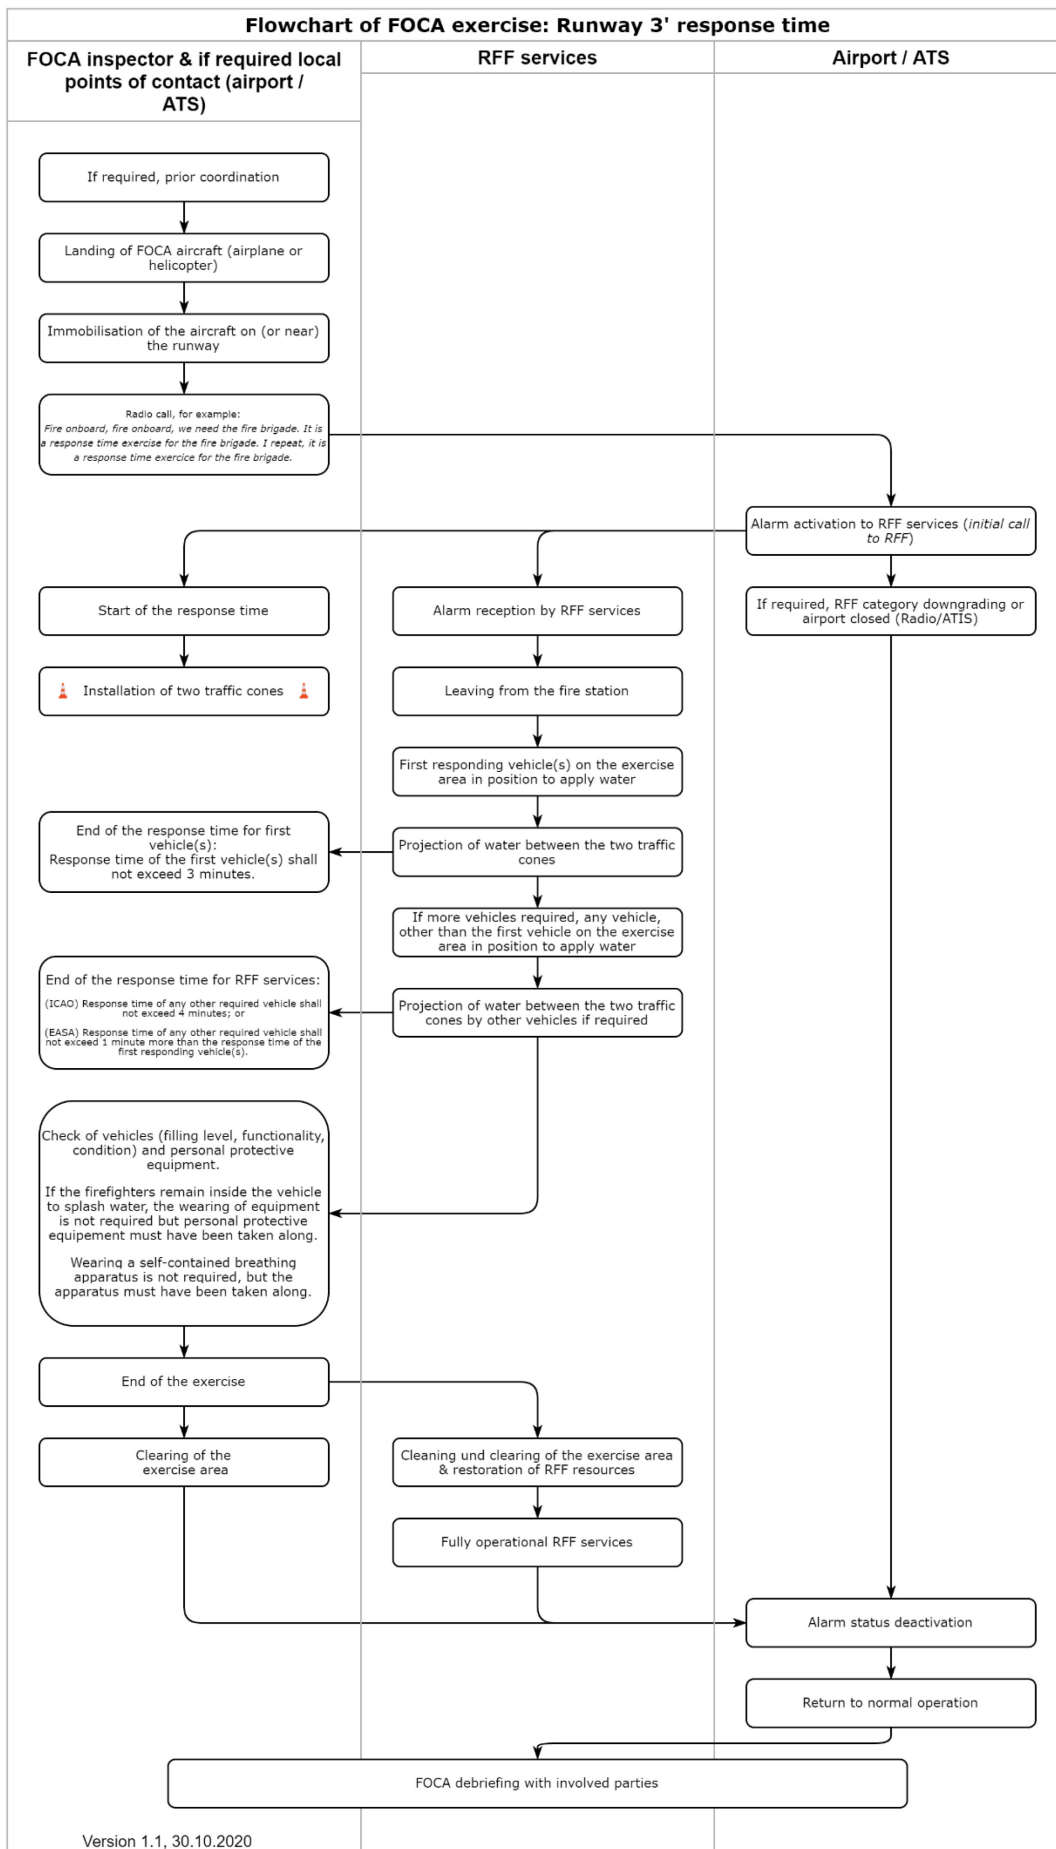 Flowchart of FOCA exercise: Runway 3' response time
FOCA inspector & if required local
points of contact (airport /
ATS)
RFF services
Airport / ATS
If required, prior coordination
Landing of FOCA aircraft (airplane or
helicopter)
Immobilisation of the aircraft on (or near)
the runway
Radio call, for example:
Fire onboard, fire onboard, we need the fire brigade. It is
a response time exercise for the fire brigade. I repeat, it is
a response time exercice for the fire brigade.
Alarm activation to RFF services (initial call
to RFF)
Start of the response time
Alarm reception by RFF services
If required, RFF category downgrading or
airport closed (Radio/ATIS)
Installation of two traffic cones
Leaving from the fire station
First responding vehicle(s) on the exercise
area in position to apply water
End of the response time for first
vehicle(s):
Response time of the first vehicle(s) shall
not exceed 3 minutes.
Projection of water between the two traffic
cones
If more vehicles required, any vehicle,
other than the first vehicle on the exercise
area in position to apply water
End of the response time for RFF services:
(ICAO) Response time of any other required vehicle shall
not exceed 4 minutes; or
(EASA) Response time of any other required vehicle shall
not exceed 1 minute more than the response time of the
first responding vehicle(s).
Projection of water between the two traffic
cones by other vehicles if required
Check of vehicles (filling level, functionality,
condition) and personal protective
equipment.
If the firefighters remain inside the vehicle
to splash water, the wearing of equipment
is not required but personal protective
equipement must have been taken along.
Wearing a self-contained breathing
apparatus is not required, but the
apparatus must have been taken along.
End of the exercise
Clearing of the
exercise area
Cleaning und clearing of the exercise area
& restoration of RFF resources
Fully operational RFF services
Alarm status deactivation
Return to normal operation
FOCA debriefing with involved parties
Version 1.1, 30.10.2020